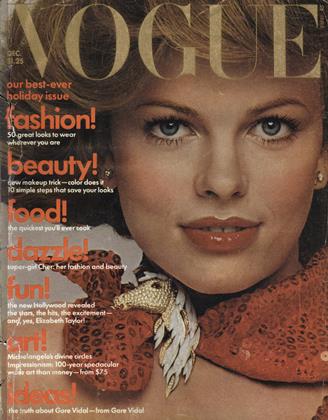 VOGUE
DEC.
$1.25
our best-ever
holiday issue
fashion!
50 great looks to wear
wherever you are
beauty!
new makeup trick—color does it
10 simple steps that save your looks
food!
the quickest you'll ever cook
dazzle!
super-girl Cher: her fashion and beauty
fun!
the new Hollywood revealed
the stars, the hits, the excitement—
and, yes, Elizabeth Taylor!
art!
Michelangelo's divine circles
Impressionism: 100-year spectacular
more art than money—from $75
ideas!
the truth about Gore Vidal—from Gore Vidal